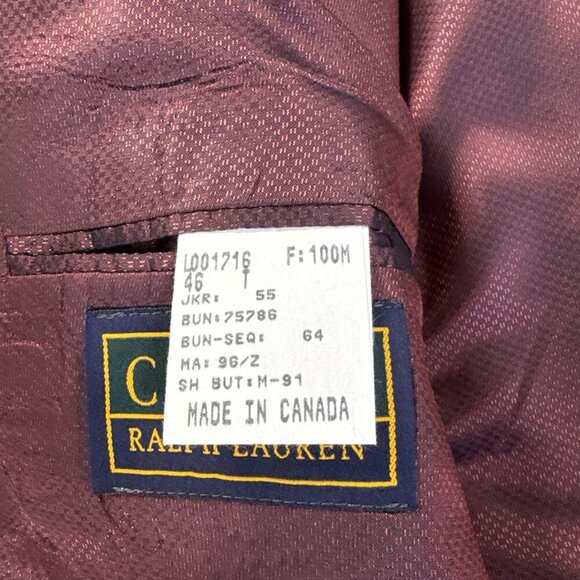 L001716 F:100M
46 T
JKR: 55
BUN:75786
BUN-SEQ: 64
MA: 96/Z
SH BUT:M-91
MADE IN CANADA
C
RALPH LAUREN